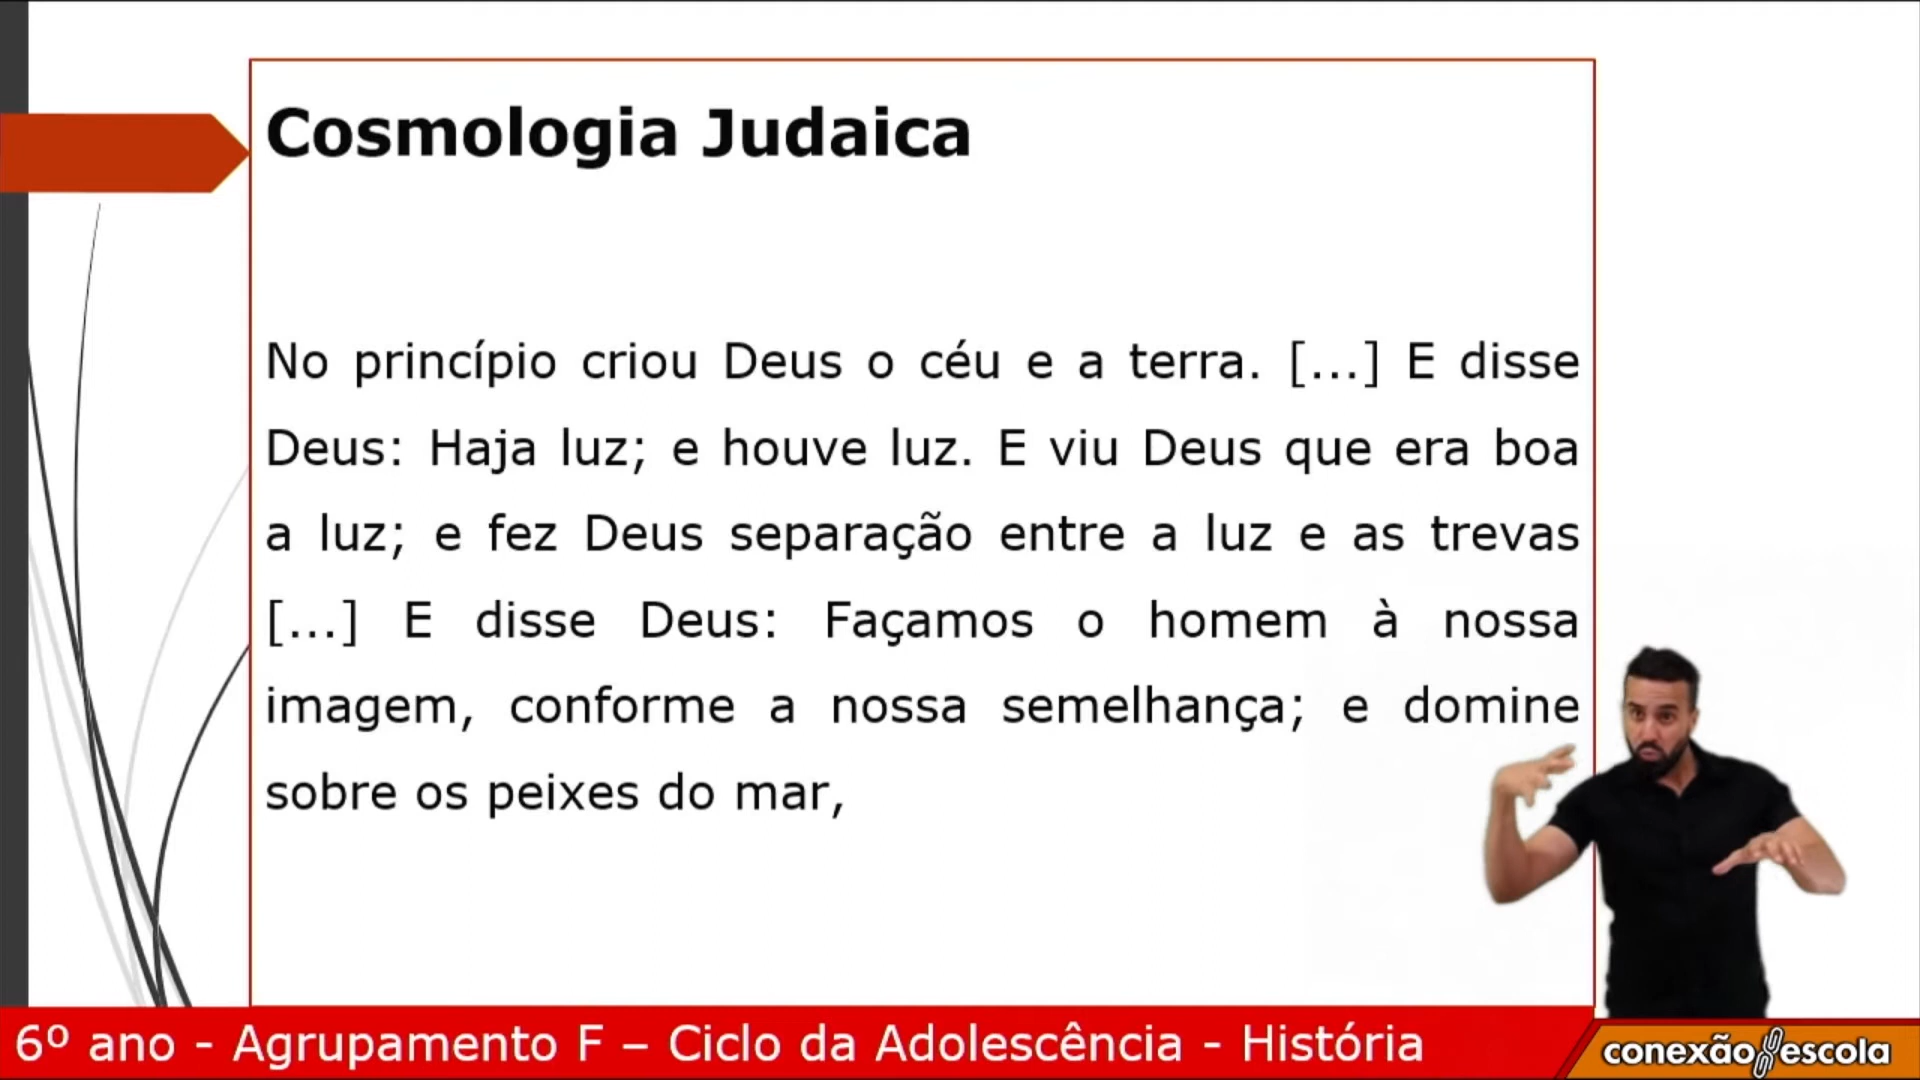 Cosmologia Judaica
No princípio criou Deus o céu e a terra. [...] E disse
Deus: Haja luz; e houve luz. E viu Deus que era boa
a luz; e fez Deus separação entre a luz e as trevas
[...] E disse Deus: Façamos o homem à nossa
imagem, conforme a nossa semelhança; e domine
sobre os peixes do mar,
6º ano - Agrupamento F – Ciclo da Adolescência - História
conexão escola